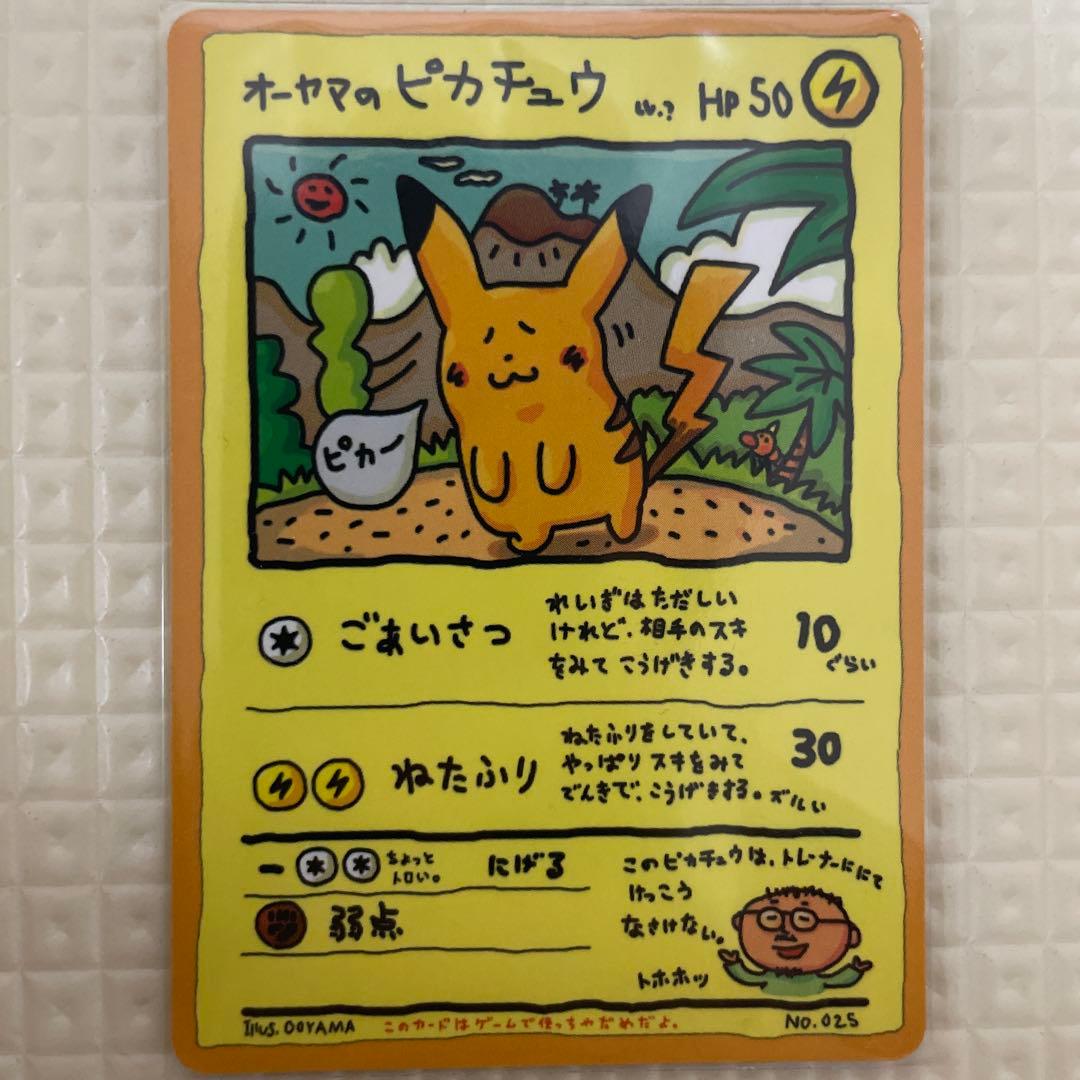 オーヤマの ピカチュウ LV.? HP 50
ピカー
ごあいさつ
れいぎはただしい
けれど、相手のスキ
をみて こうげきする。
10
ぐらい
ねたふり
ねたふりをしていて、
やっぱり スキをみて
でんきで、こうげきする。ズルい
30
ー ちょっと
トロい。
にげる
弱点
このピカチュウは、トレーナーににて
けっこう
なさけない。
トホホッ
Illus. OOYAMA このカードはゲームで使っちゃだめだよ。 NO. 025